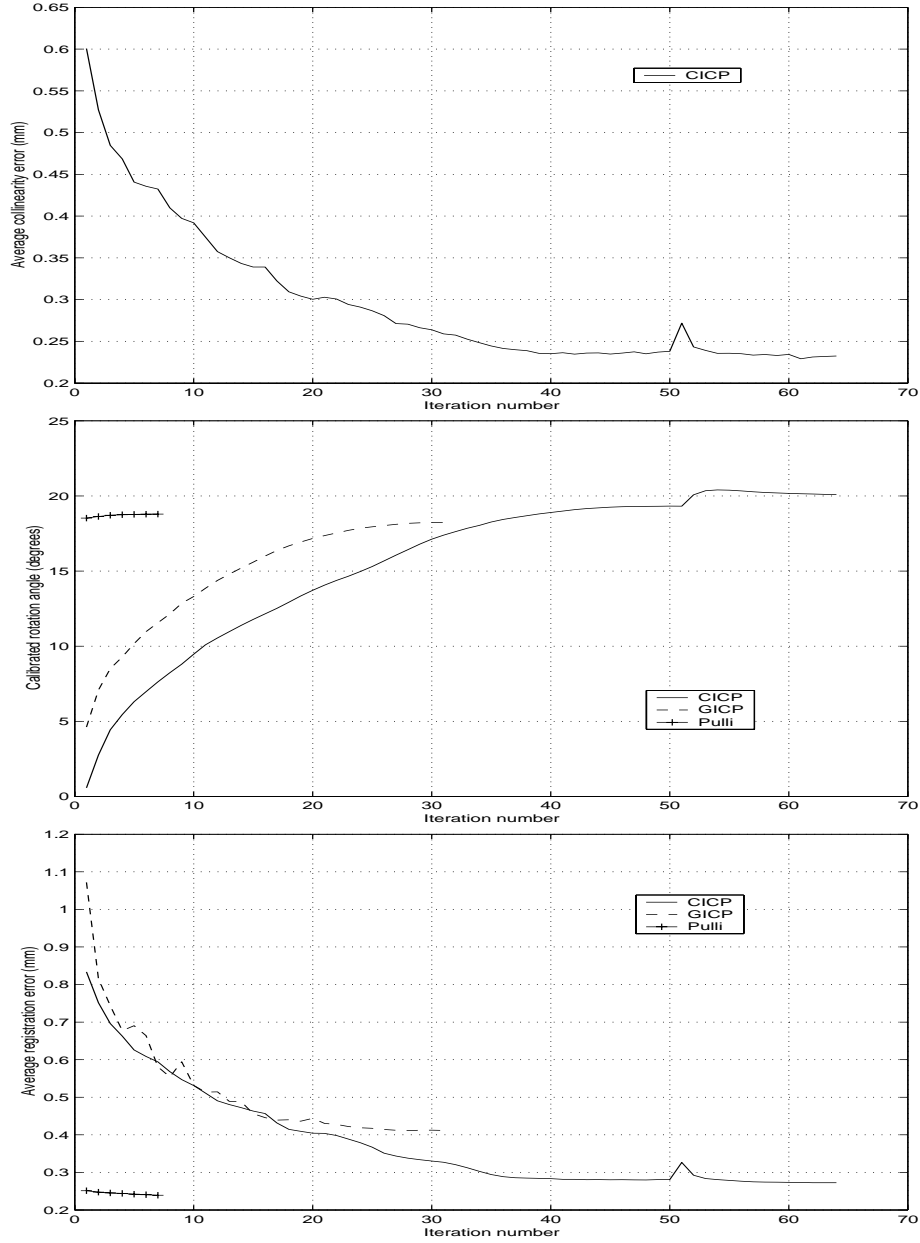 0.65
0.6
0.55
0.5
0.45
0.4
0.35
0.3
0.25
0.2
Average collinearity error (mm)
CICP
0 10 20 30 40 50 60 70
Iteration number
25
20
15
10
5
0
Calibrated rotation angle (degrees)
CICP
GICP
Pulli
0 10 20 30 40 50 60 70
Iteration number
1.2
1.1
1
0.9
0.8
0.7
0.6
0.5
0.4
0.3
0.2
Average registration error (mm)
CICP
GICP
Pulli
0 10 20 30 40 50 60 70
Iteration number